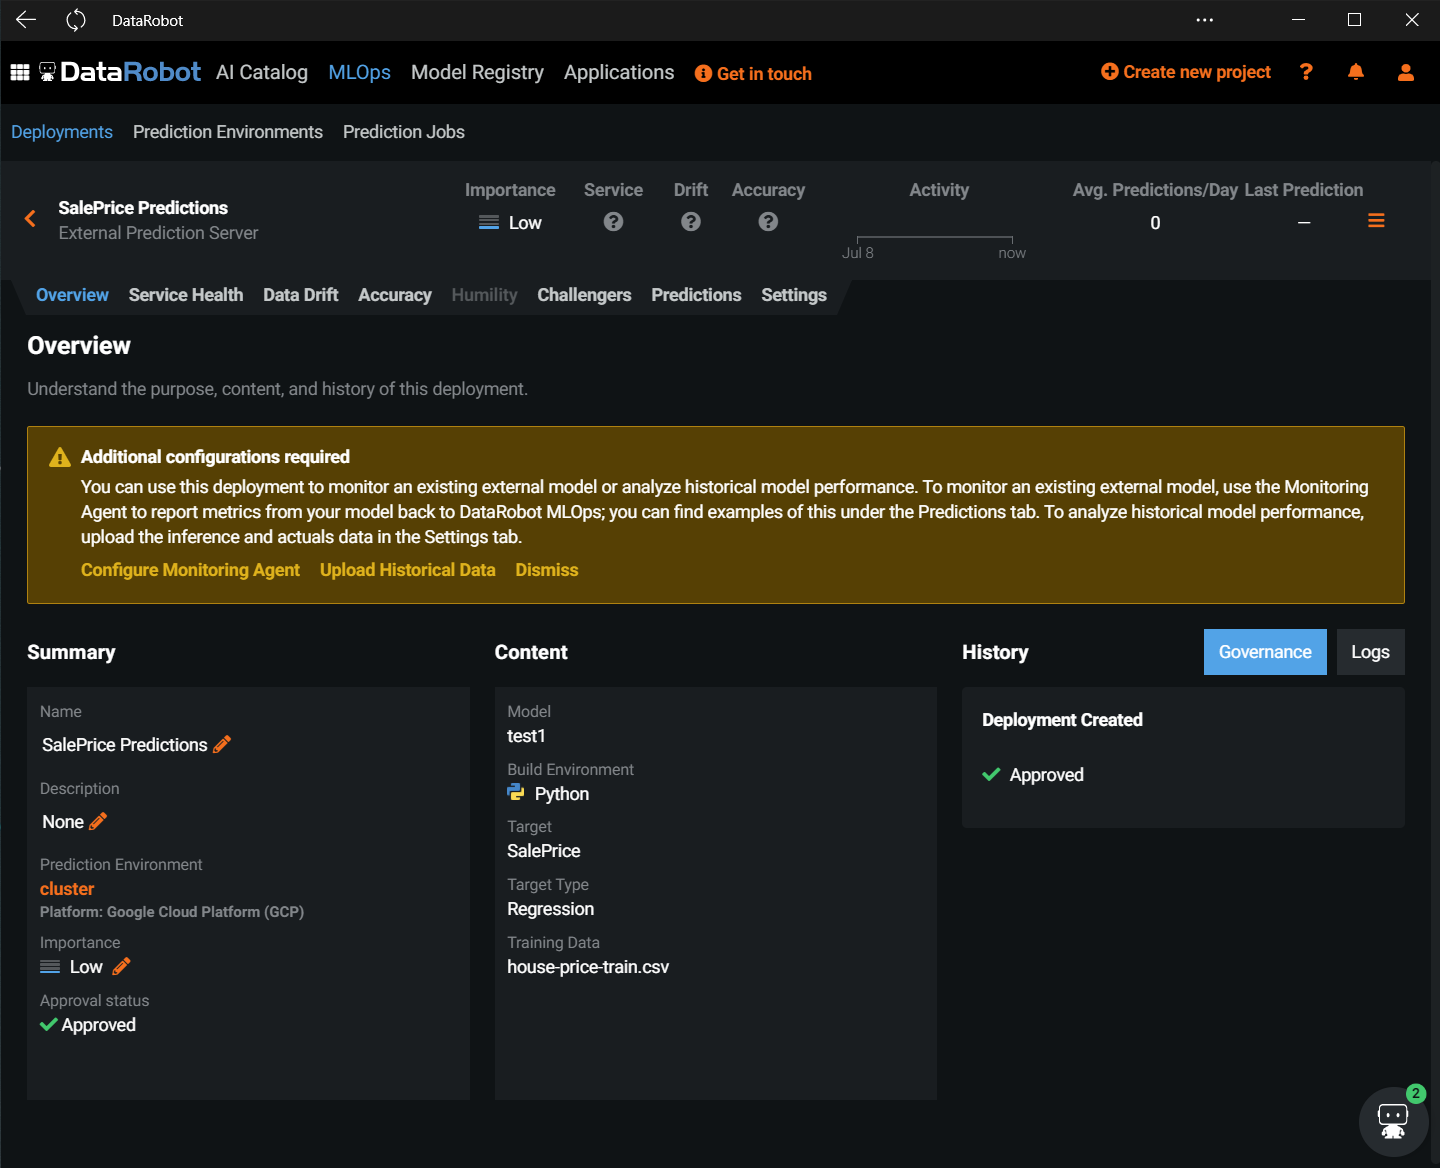 DataRobot
DataRobot AI Catalog MLOps Model Registry Applications Get in touch Create new project
Deployments Prediction Environments Prediction Jobs
SalePrice Predictions
External Prediction Server
Importance Service Drift Accuracy Activity Avg. Predictions/Day Last Prediction
Low 0 —
Jul 8 now
Overview Service Health Data Drift Accuracy Humility Challengers Predictions Settings
Overview
Understand the purpose, content, and history of this deployment.
Additional configurations required
You can use this deployment to monitor an existing external model or analyze historical model performance. To monitor an existing external model, use the Monitoring
Agent to report metrics from your model back to DataRobot MLOps; you can find examples of this under the Predictions tab. To analyze historical model performance,
upload the inference and actuals data in the Settings tab.
Configure Monitoring Agent Upload Historical Data Dismiss
Summary
Name
SalePrice Predictions
Description
None
Prediction Environment
cluster
Platform: Google Cloud Platform (GCP)
Importance
Low
Approval status
Approved
Content
Model
test1
Build Environment
Python
Target
SalePrice
Target Type
Regression
Training Data
house-price-train.csv
History Governance Logs
Deployment Created
Approved
2